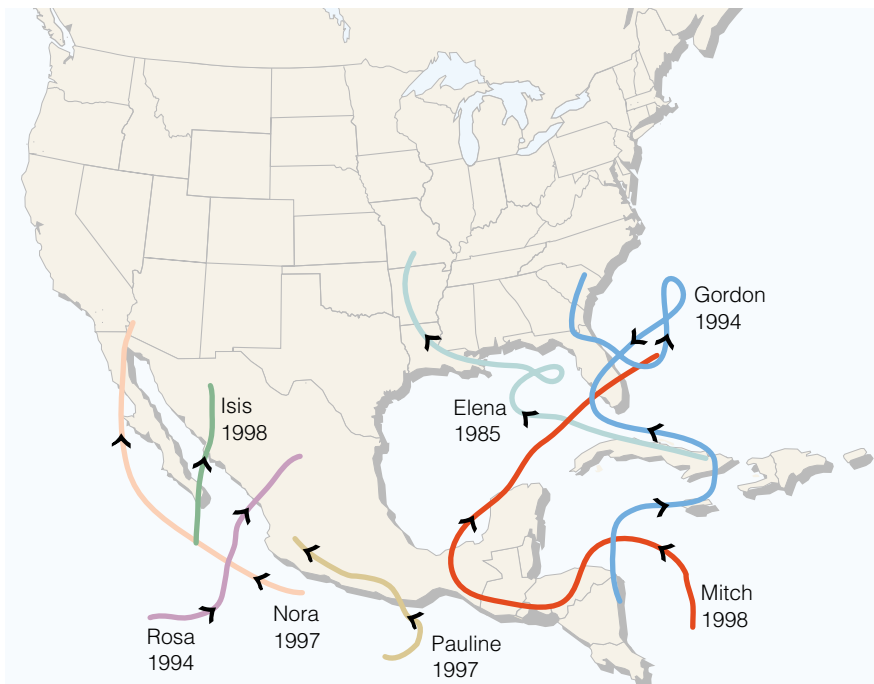 Gordon
1994
Isis
1998
Elena
1985
Mitch
1998
Nora
1997
Rosa
1994
Pauline
1997